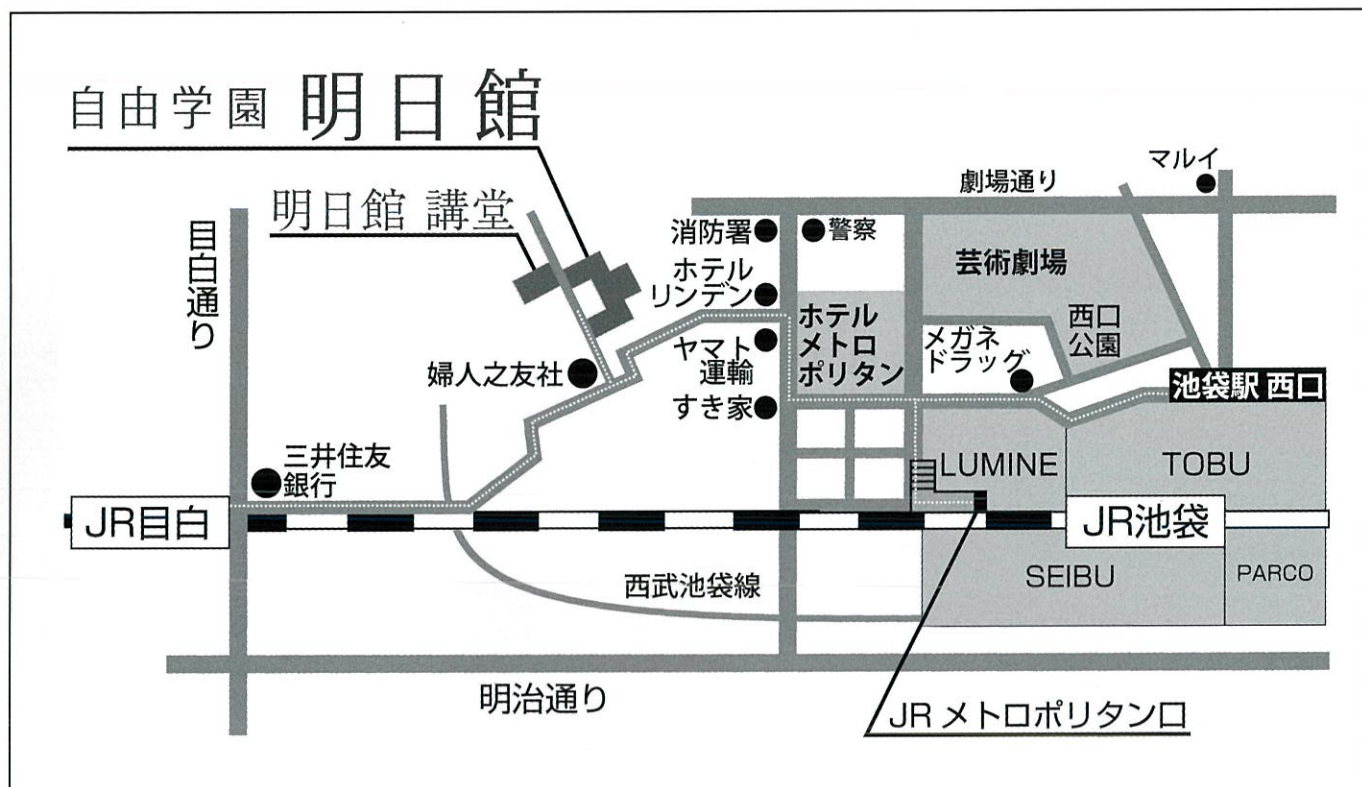 自由学園 明日館
明日館 講堂
目白通り
マルイ
劇場通り
消防署
警察
ホテル
リンデン
芸術劇場
ホテル
メトロ
ポリタン
西口
公園
メガネ
ドラッグ
ヤマト
運輸
婦人之友社
すき家
池袋駅 西口
三井住友
銀行
LUMINE
TOBU
JR目白
JR池袋
西武池袋線
SEIBU
PARCO
明治通り
JR メトロポリタン口